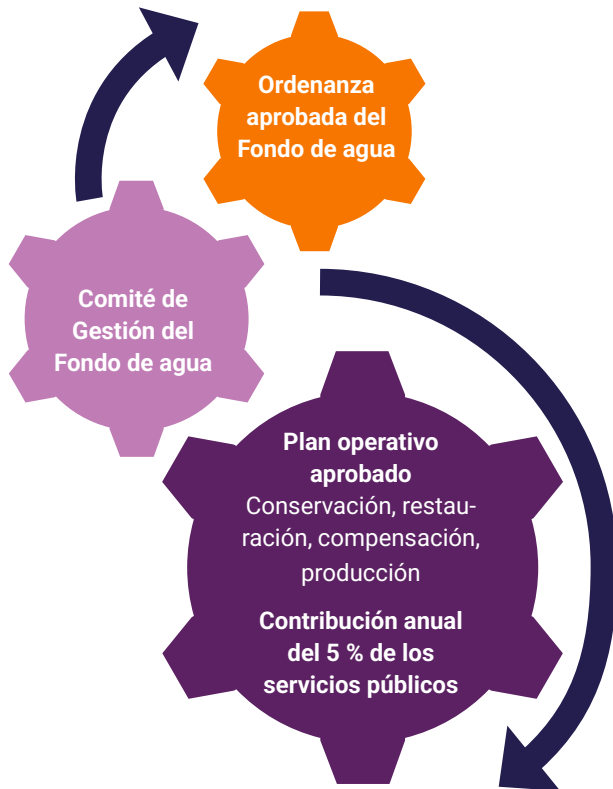 Ordenanza
aprobada del
Fondo de agua
Comité de
Gestión del
Fondo de agua
Plan operativo
aprobado
Conservación, restau-
ración, compensación,
producción
Contribución anual
del 5 % de los
servicios públicos